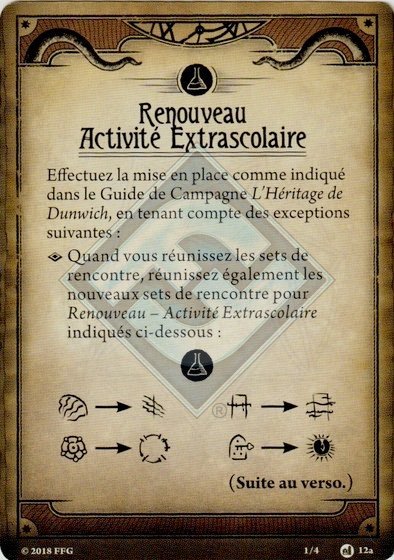 Renouveau
Activité Extrascolaire
Effectuez la mise en place comme indiqué
dans le Guide de Campagne L'Héritage de
Dunwich, en tenant compte des exceptions
suivantes :
Quand vous réunissez les sets de
rencontre, réunissez également les
nouveaux sets de rencontre pour
Renouveau – Activité Extrascolaire
indiqués ci-dessous :
®
(Suite au verso.)
© 2018 FFG 1/4 12a